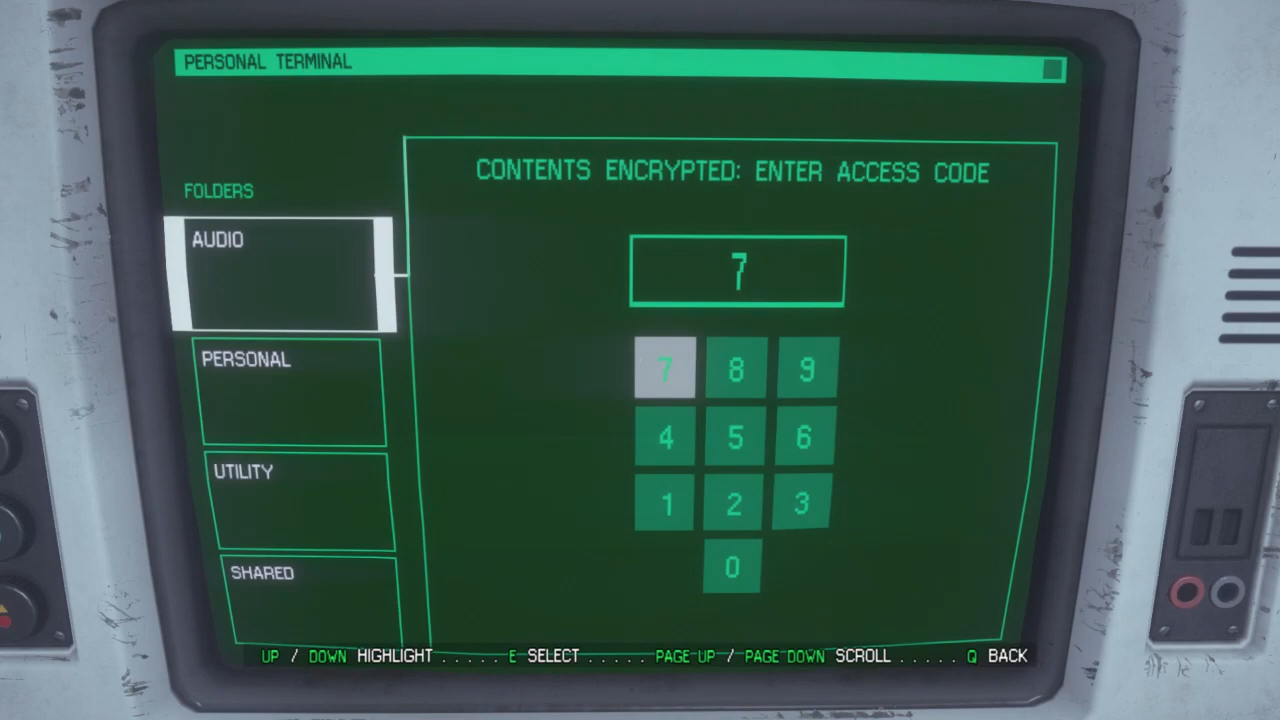 PERSONAL TERMINAL
CONTENTS ENCRYPTED: ENTER ACCESS CODE
FOLDERS
AUDIO
PERSONAL
UTILITY
SHARED
7
7 8 9
4 5 6
1 2 3
0
UP / DOWN HIGHLIGHT ..... E SELECT ..... PAGE UP / PAGE DOWN SCROLL ..... Q BACK